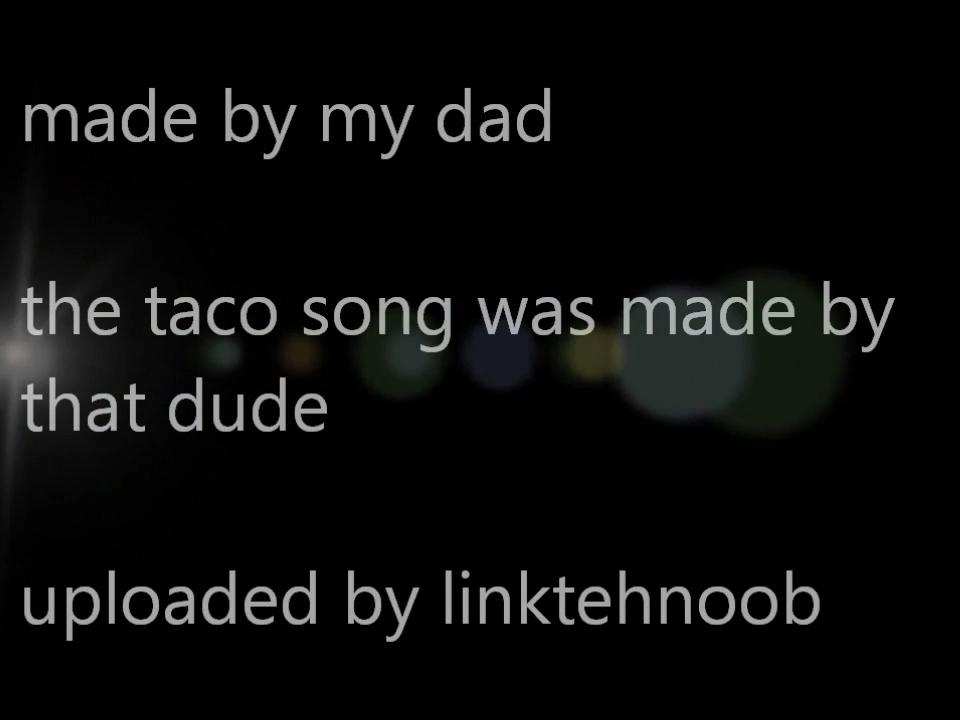 made by my dad
the taco song was made by
that dude
uploaded by linktehnoob